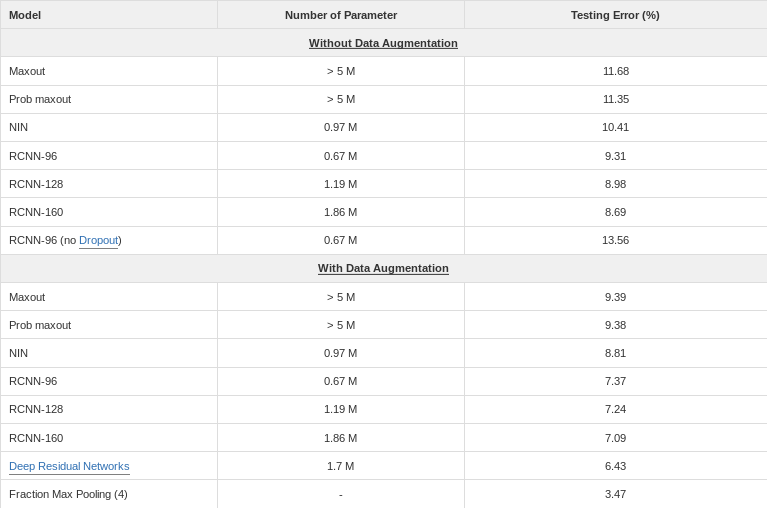 Model Number of Parameter Testing Error (%)
Without Data Augmentation
Maxout > 5 M 11.68
Prob maxout > 5 M 11.35
NIN 0.97 M 10.41
RCNN-96 0.67 M 9.31
RCNN-128 1.19 M 8.98
RCNN-160 1.86 M 8.69
RCNN-96 (no Dropout) 0.67 M 13.56
With Data Augmentation
Maxout > 5 M 9.39
Prob maxout > 5 M 9.38
NIN 0.97 M 8.81
RCNN-96 0.67 M 7.37
RCNN-128 1.19 M 7.24
RCNN-160 1.86 M 7.09
Deep Residual Networks 1.7 M 6.43
Fraction Max Pooling (4) - 3.47